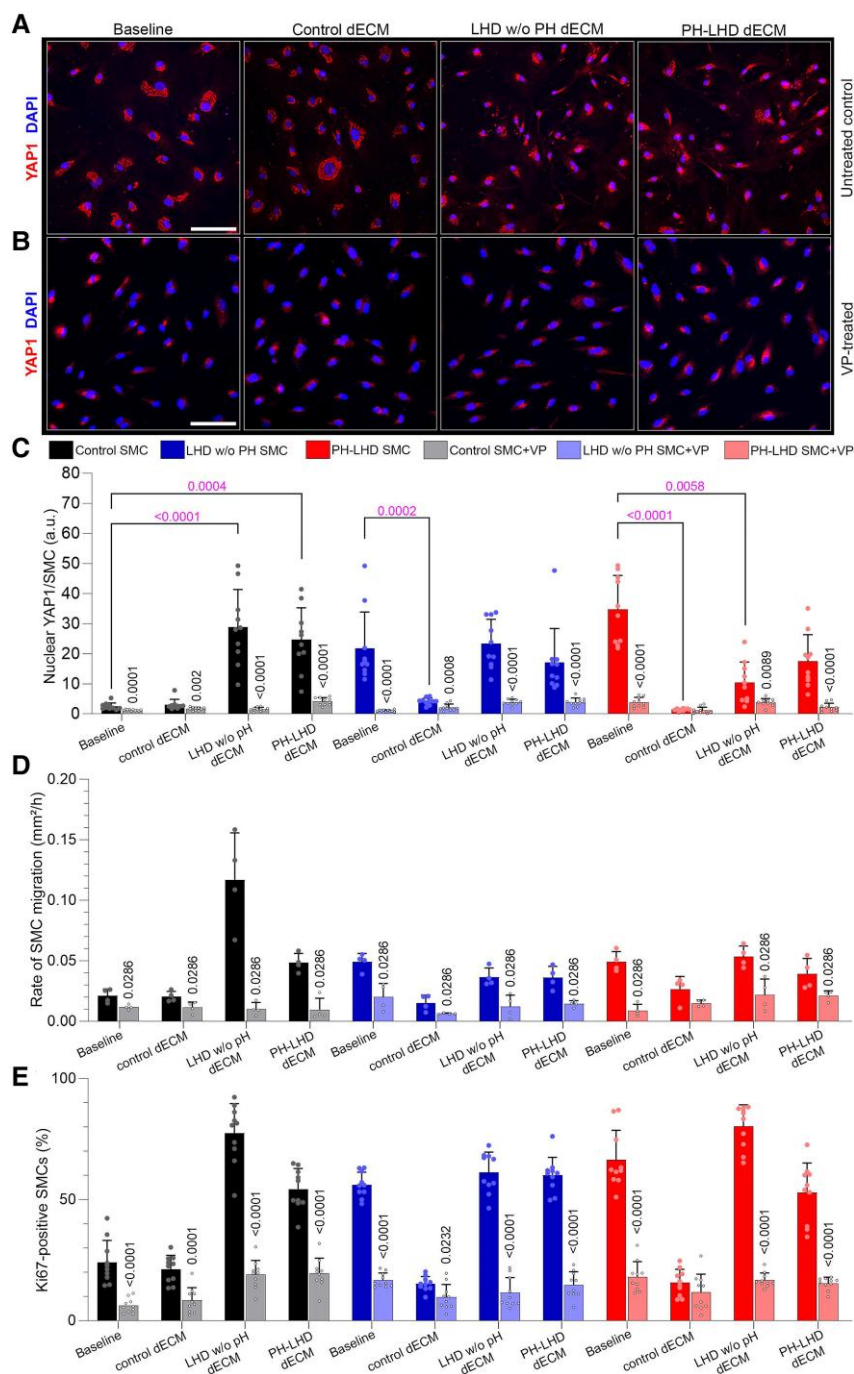 A
Baseline
Control dECM
LHD w/o PH dECM
PH-LHD dECM
YAP1 DAPI
Untreated control
B
YAP1 DAPI
VP-treated
C
Control SMC
LHD w/o PH SMC
PH-LHD SMC
Control SMC+VP
LHD w/o PH SMC+VP
PH-LHD SMC+VP
Nuclear YAP1/SMC (a.u.)
80
70
60
50
40
30
20
10
0
0.0004
<0.0001
0.0002
0.0058
<0.0001
0.0001
0.002
<0.0001
<0.0001
<0.0001
0.0008
<0.0001
<0.0001
<0.0001
0.0089
<0.0001
Baseline
control dECM
LHD w/o pH
dECM
PH-LHD
dECM
Baseline
control dECM
LHD w/o pH
dECM
PH-LHD
dECM
Baseline
control dECM
LHD w/o pH
dECM
PH-LHD
dECM
D
Rate of SMC migration (mm²/h)
0.20
0.15
0.10
0.05
0.00
0.0286
0.0286
0.0286
0.0286
0.0286
0.0286
0.0286
0.0286
0.0286
0.0286
0.0286
Baseline
control dECM
LHD w/o pH
dECM
PH-LHD
dECM
Baseline
control dECM
LHD w/o pH
dECM
PH-LHD
dECM
Baseline
control dECM
LHD w/o pH
dECM
PH-LHD
dECM
E
Ki67-positive SMCs (%)
100
50
0
<0.0001
0.0001
<0.0001
<0.0001
<0.0001
0.0232
<0.0001
<0.0001
<0.0001
<0.0001
<0.0001
Baseline
control dECM
LHD w/o pH
dECM
PH-LHD
dECM
Baseline
control dECM
LHD w/o pH
dECM
PH-LHD
dECM
Baseline
control dECM
LHD w/o pH
dECM
PH-LHD
dECM